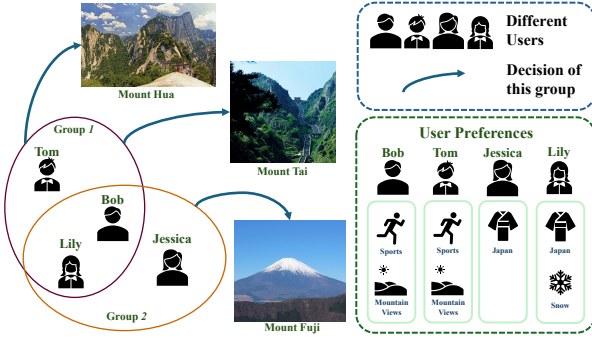 Mount Hua
Mount Tai
Group 1
Tom
Bob
Lily
Jessica
Group 2
Mount Fuji
Different
Users
Decision of
this group
User Preferences
Bob
Tom
Jessica
Lily
Sports
Sports
Japan
Japan
Mountain
Views
Mountain
Views
Snow